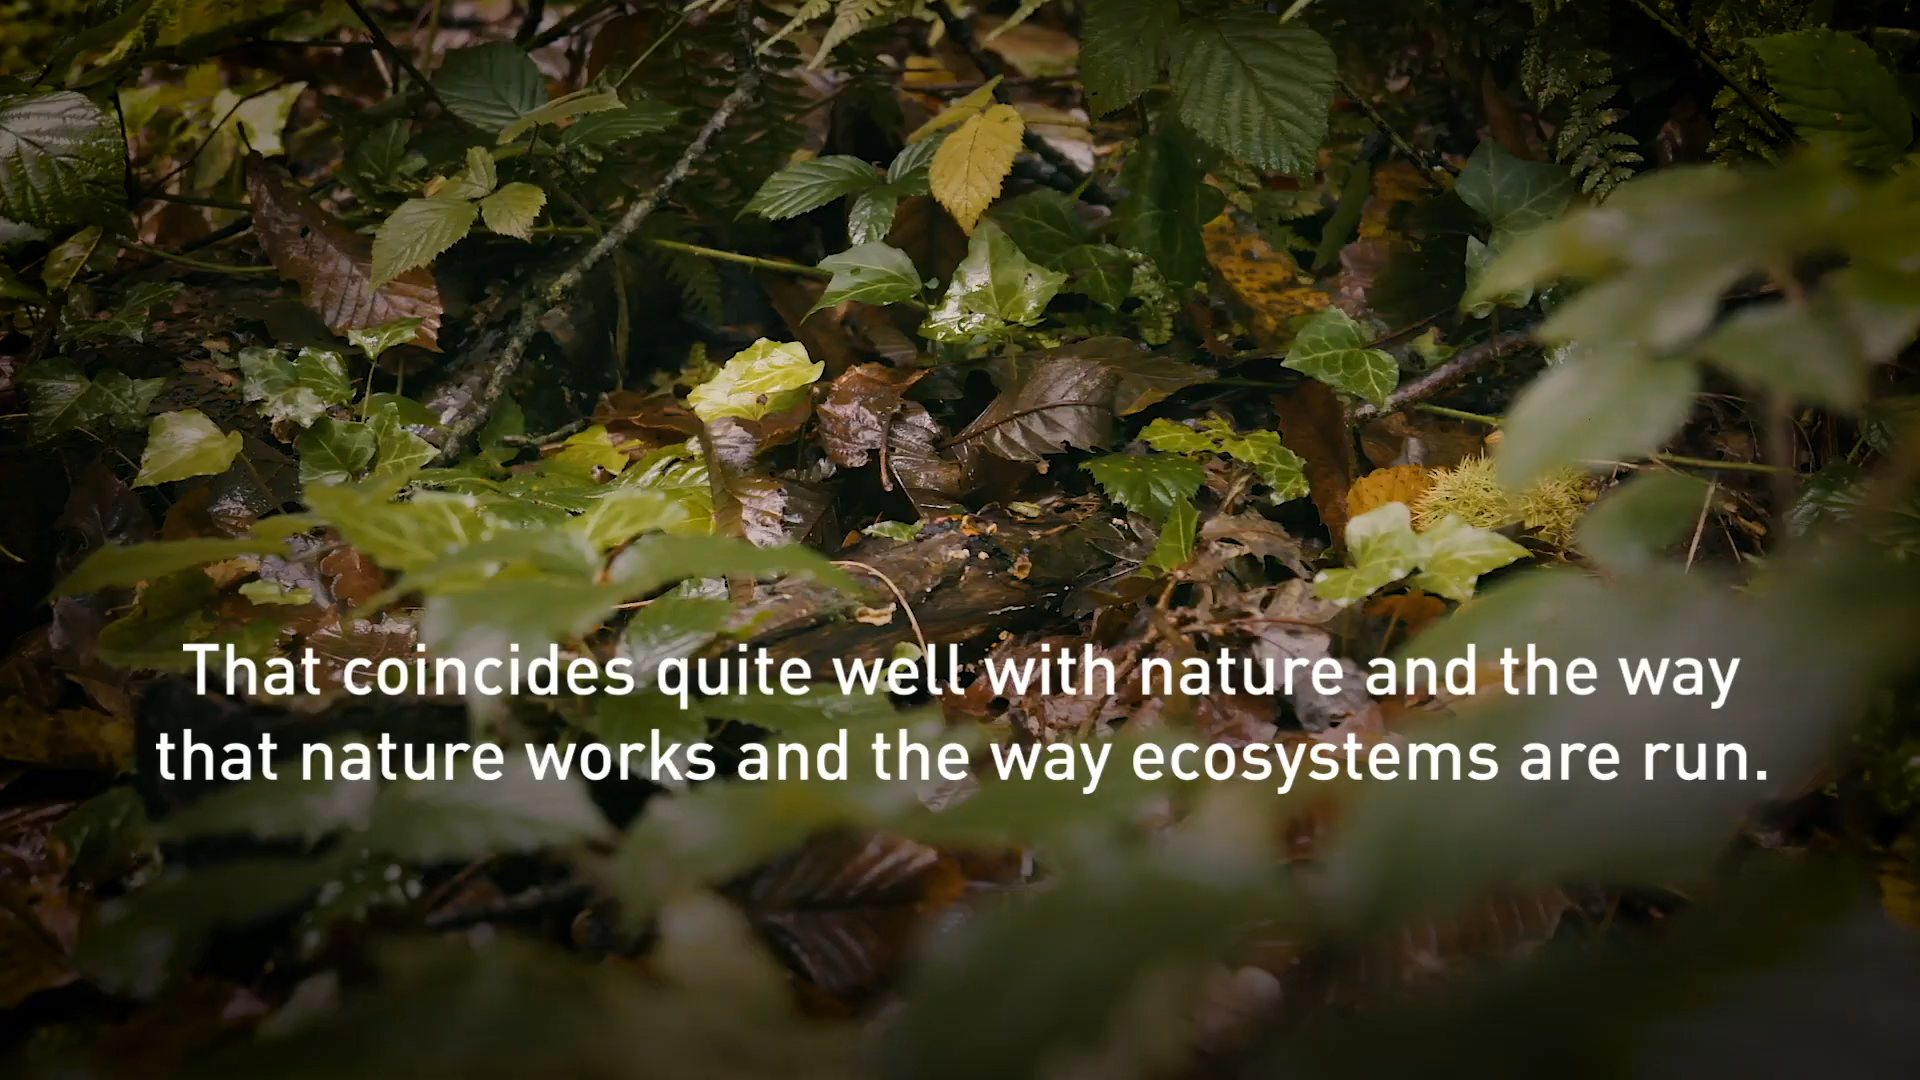 That coincides quite well with nature and the way
that nature works and the way ecosystems are run.